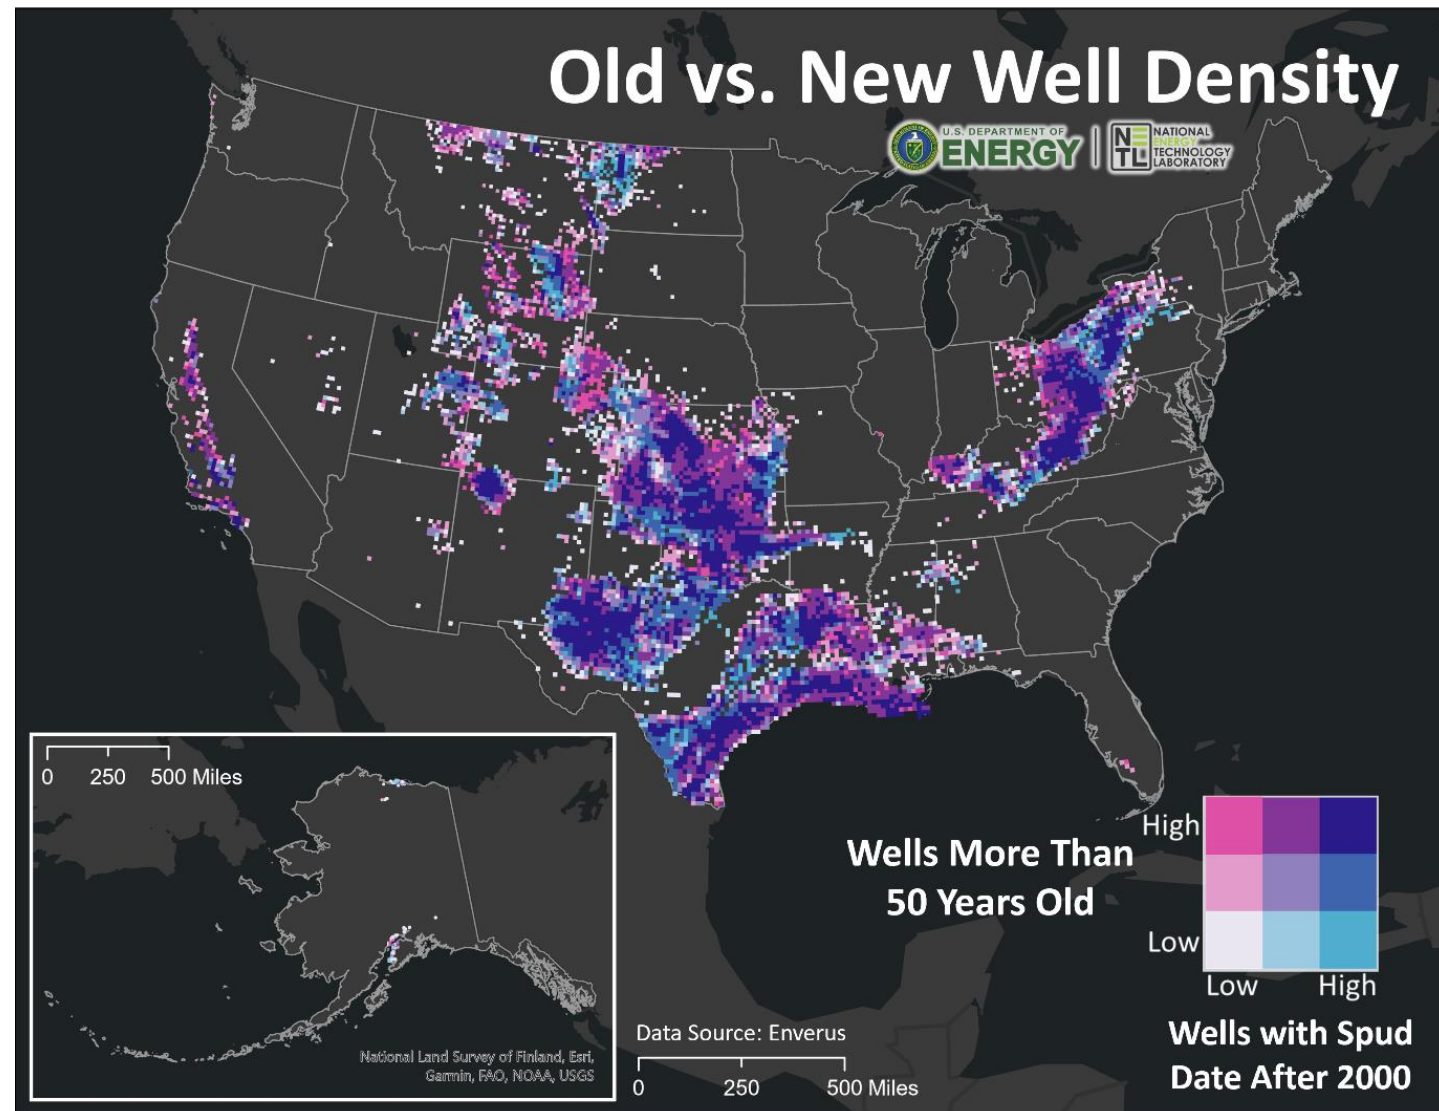 Old vs. New Well Density
U.S. DEPARTMENT OF
ENERGY
NE
TL
NATIONAL
ENERGY
TECHNOLOGY
LABORATORY
0 250 500 Miles
National Land Survey of Finland, Esri,
Garmin, FAO, NOAA, USGS
Data Source: Enverus
0 250 500 Miles
Wells More Than
50 Years Old
High
Low
Low High
Wells with Spud
Date After 2000